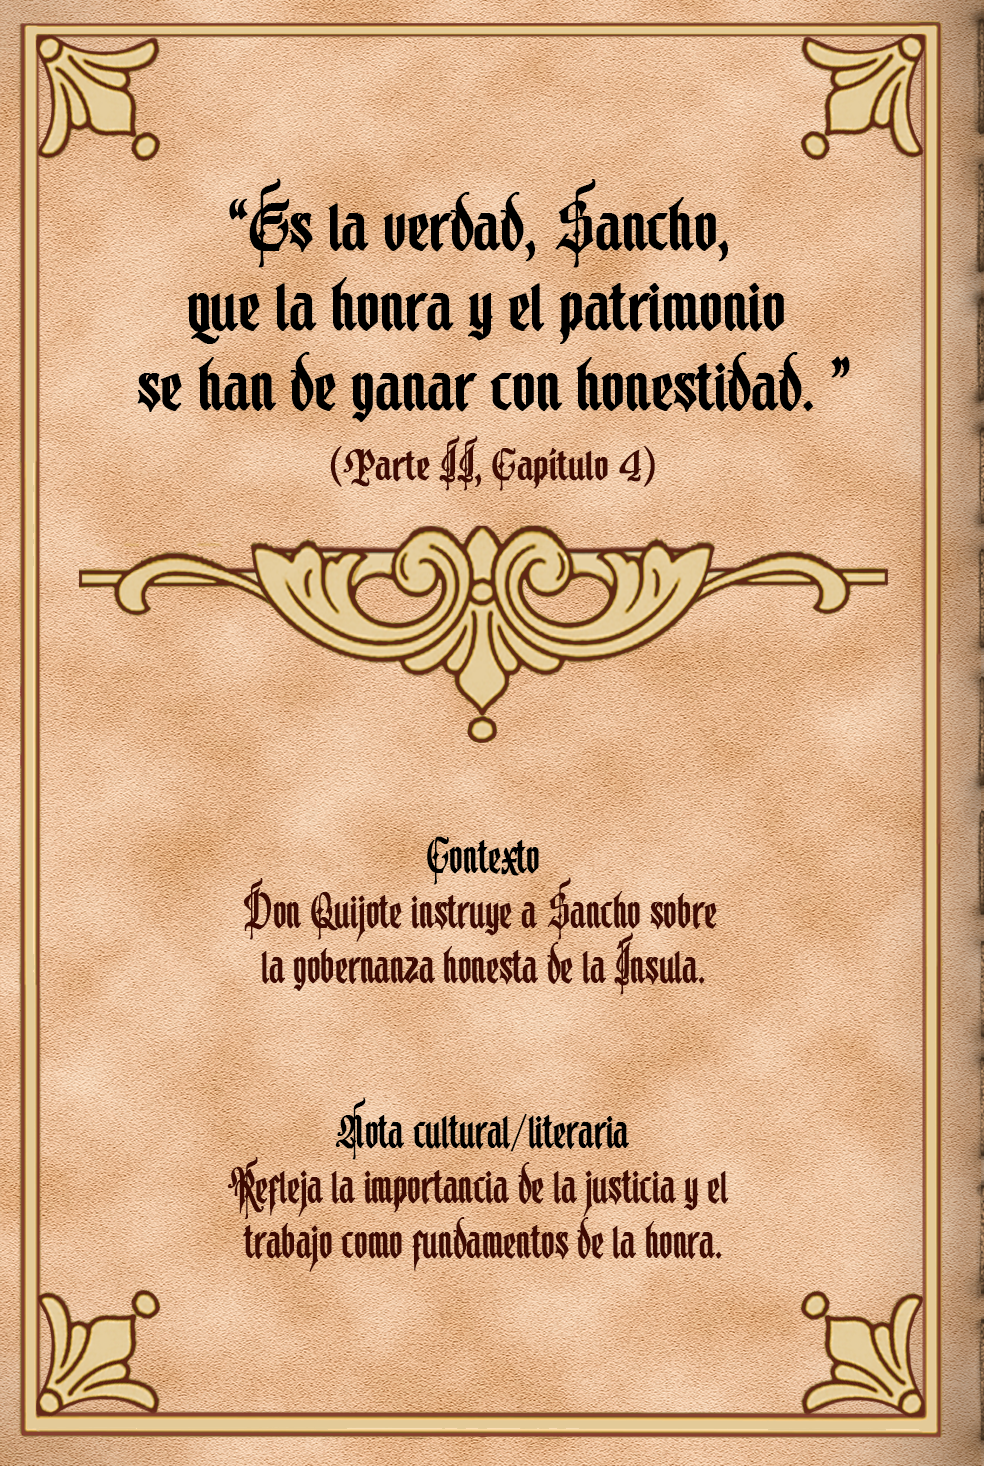 “Es la verdad, Sancho,
que la honra y el patrimonio
se han de ganar con honestidad. ”
(Parte II, Capítulo 4)
Contexto
Don Quijote instruye a Sancho sobre
la gobernanza honesta de la Ínsula.
Nota cultural/literaria
Refleja la importancia de la justicia y el
trabajo como fundamentos de la honra.